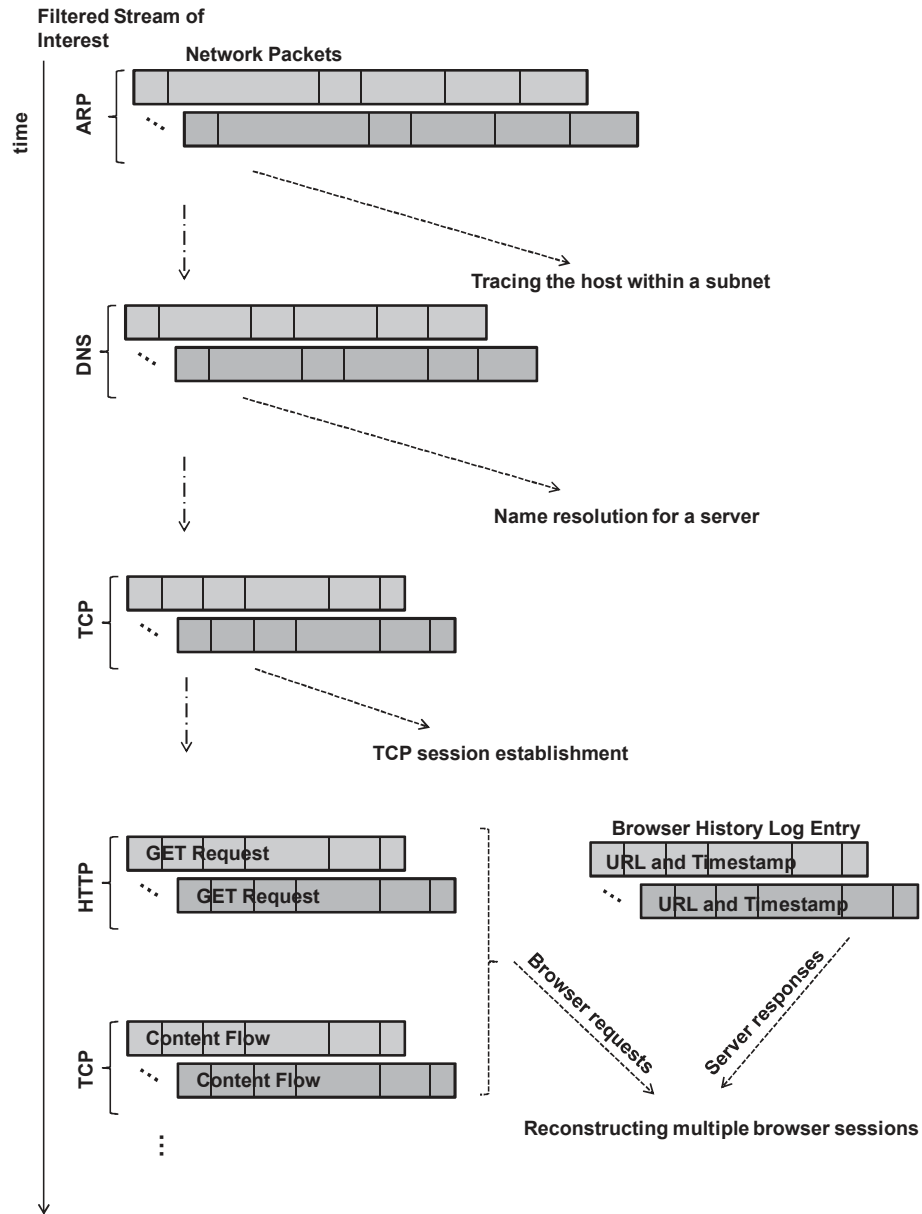 Filtered Stream of
Interest
Network Packets
time
ARP
Tracing the host within a subnet
DNS
Name resolution for a server
TCP
TCP session establishment
HTTP
GET Request
GET Request
Browser History Log Entry
URL and Timestamp
URL and Timestamp
Browser requests
Server responses
TCP
Content Flow
Content Flow
Reconstructing multiple browser sessions